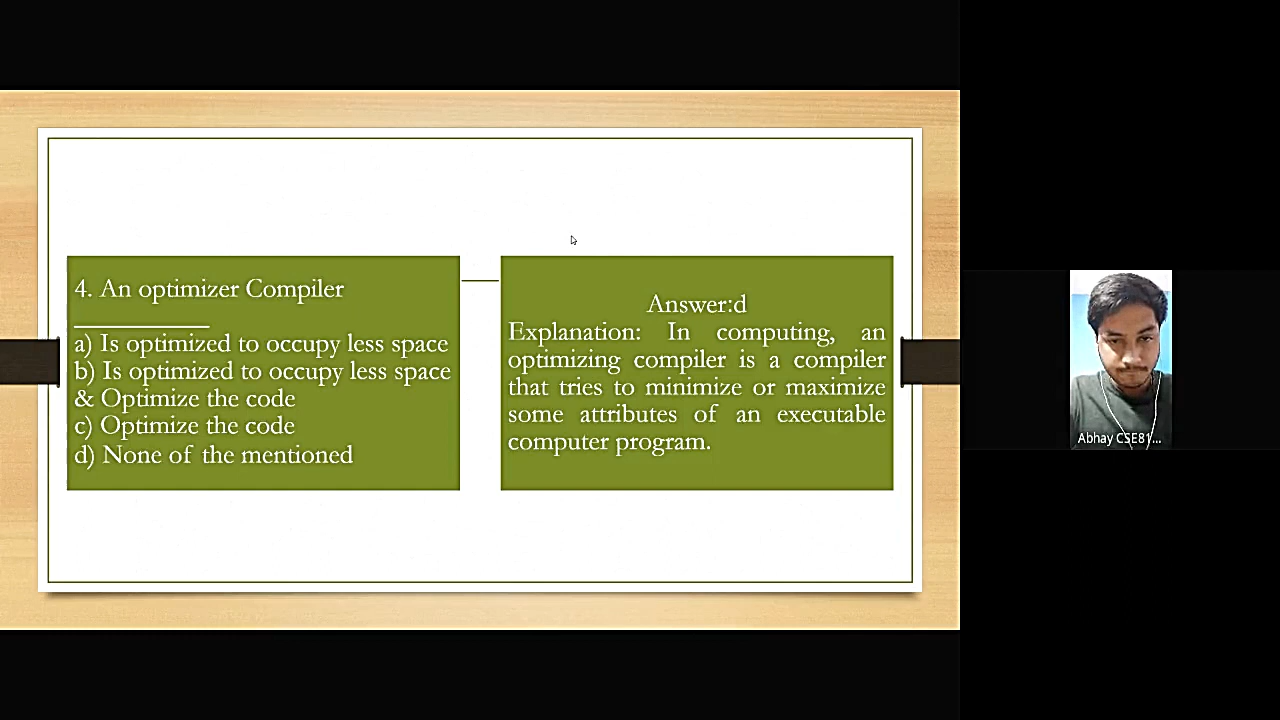 4. An optimizer Compiler
__________
a) Is optimized to occupy less space
b) Is optimized to occupy less space
& Optimize the code
c) Optimize the code
d) None of the mentioned
Answer:d
Explanation: In computing, an
optimizing compiler is a compiler
that tries to minimize or maximize
some attributes of an executable
computer program.
Abhay CSE81...